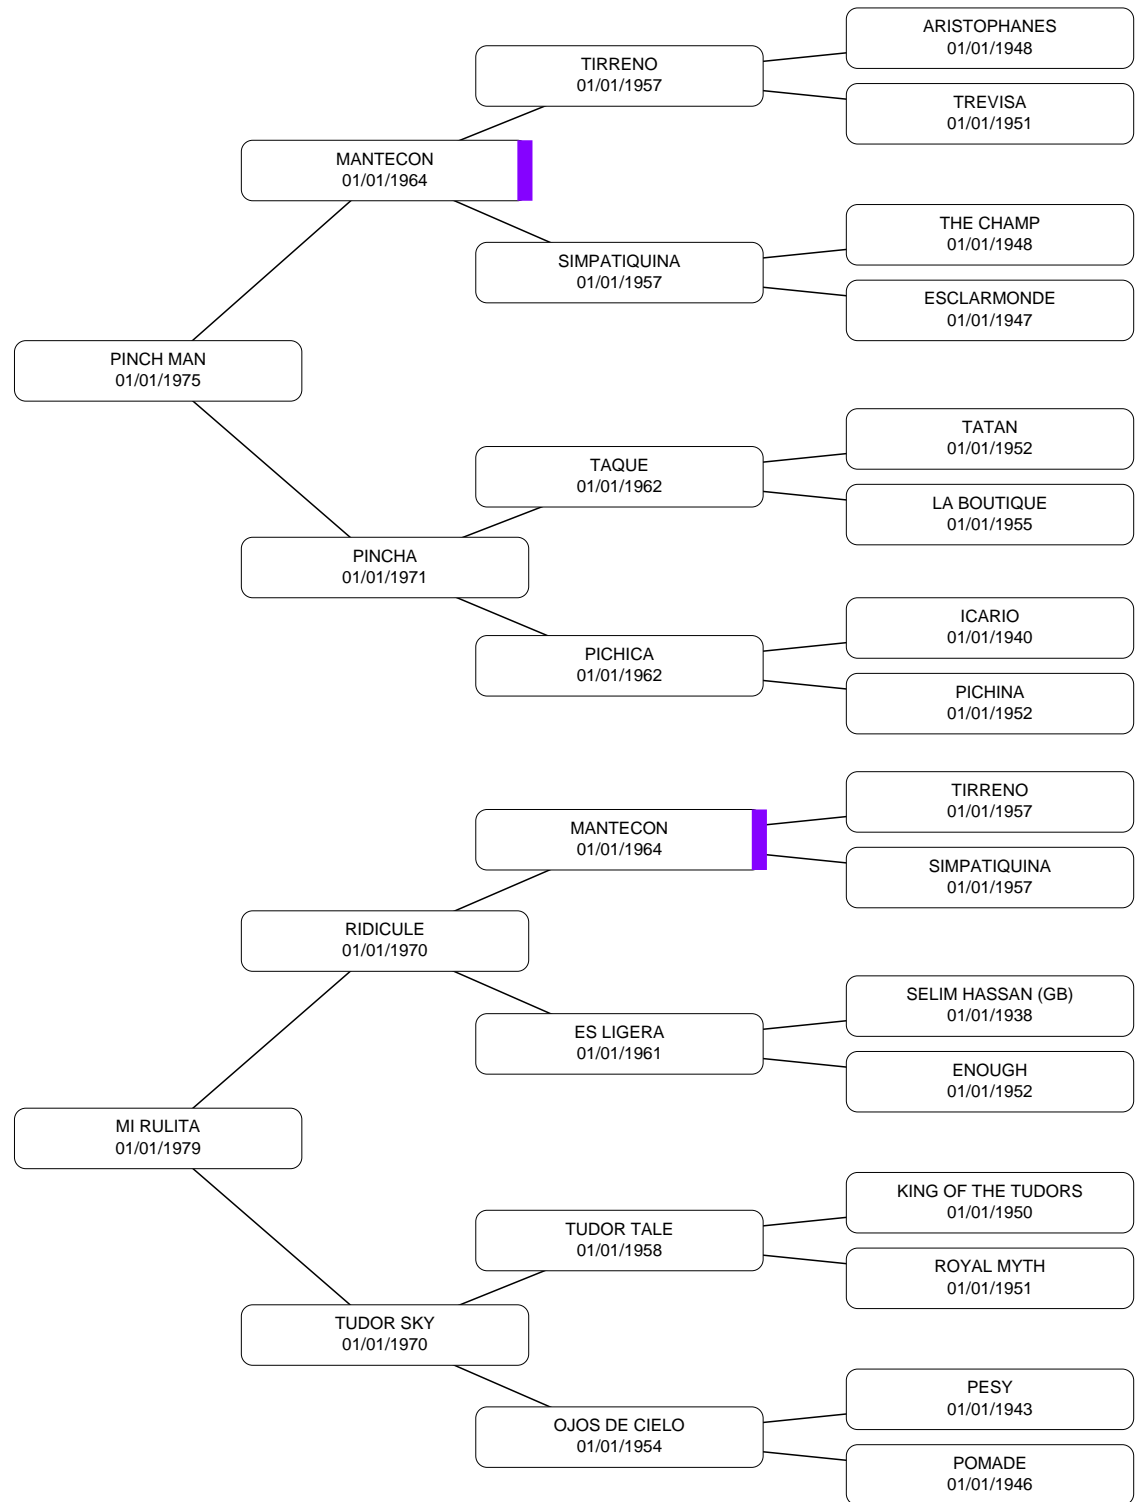 ARISTOPHANES
01/01/1948
TIRRENO
01/01/1957
TREVISA
01/01/1951
MANTECON
01/01/1964
THE CHAMP
01/01/1948
SIMPATIQUINA
01/01/1957
ESCLARMONDE
01/01/1947
PINCH MAN
01/01/1975
TATAN
01/01/1952
TAQUE
01/01/1962
LA BOUTIQUE
01/01/1955
PINCHA
01/01/1971
ICARIO
01/01/1940
PICHICA
01/01/1962
PICHINA
01/01/1952
TIRRENO
01/01/1957
MANTECON
01/01/1964
SIMPATIQUINA
01/01/1957
RIDICULE
01/01/1970
SELIM HASSAN (GB)
01/01/1938
ES LIGERA
01/01/1961
ENOUGH
01/01/1952
MI RULITA
01/01/1979
KING OF THE TUDORS
01/01/1950
TUDOR TALE
01/01/1958
ROYAL MYTH
01/01/1951
TUDOR SKY
01/01/1970
PESY
01/01/1943
OJOS DE CIELO
01/01/1954
POMADE
01/01/1946